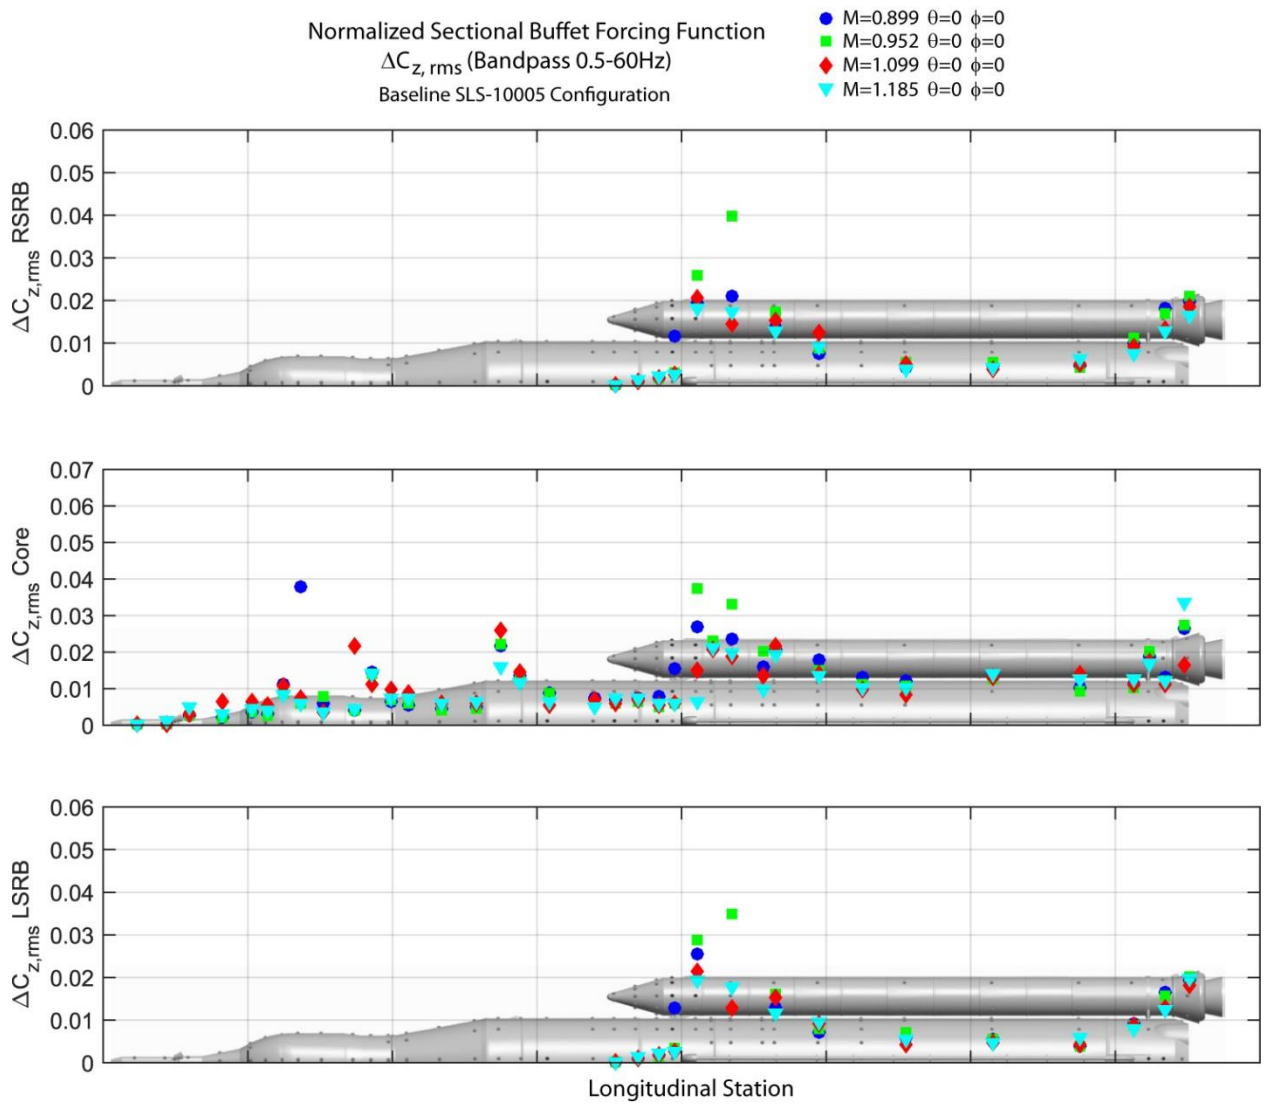 Normalized Sectional Buffet Forcing Function
ΔCz, rms (Bandpass 0.5-60Hz)
Baseline SLS-10005 Configuration
M=0.899 θ=0 ϕ=0
M=0.952 θ=0 ϕ=0
M=1.099 θ=0 ϕ=0
M=1.185 θ=0 ϕ=0
ΔCz,rms RSRB
0.06
0.05
0.04
0.03
0.02
0.01
0
ΔCz,rms Core
0.07
0.06
0.05
0.04
0.03
0.02
0.01
0
ΔCz,rms LSRB
0.06
0.05
0.04
0.03
0.02
0.01
0
Longitudinal Station